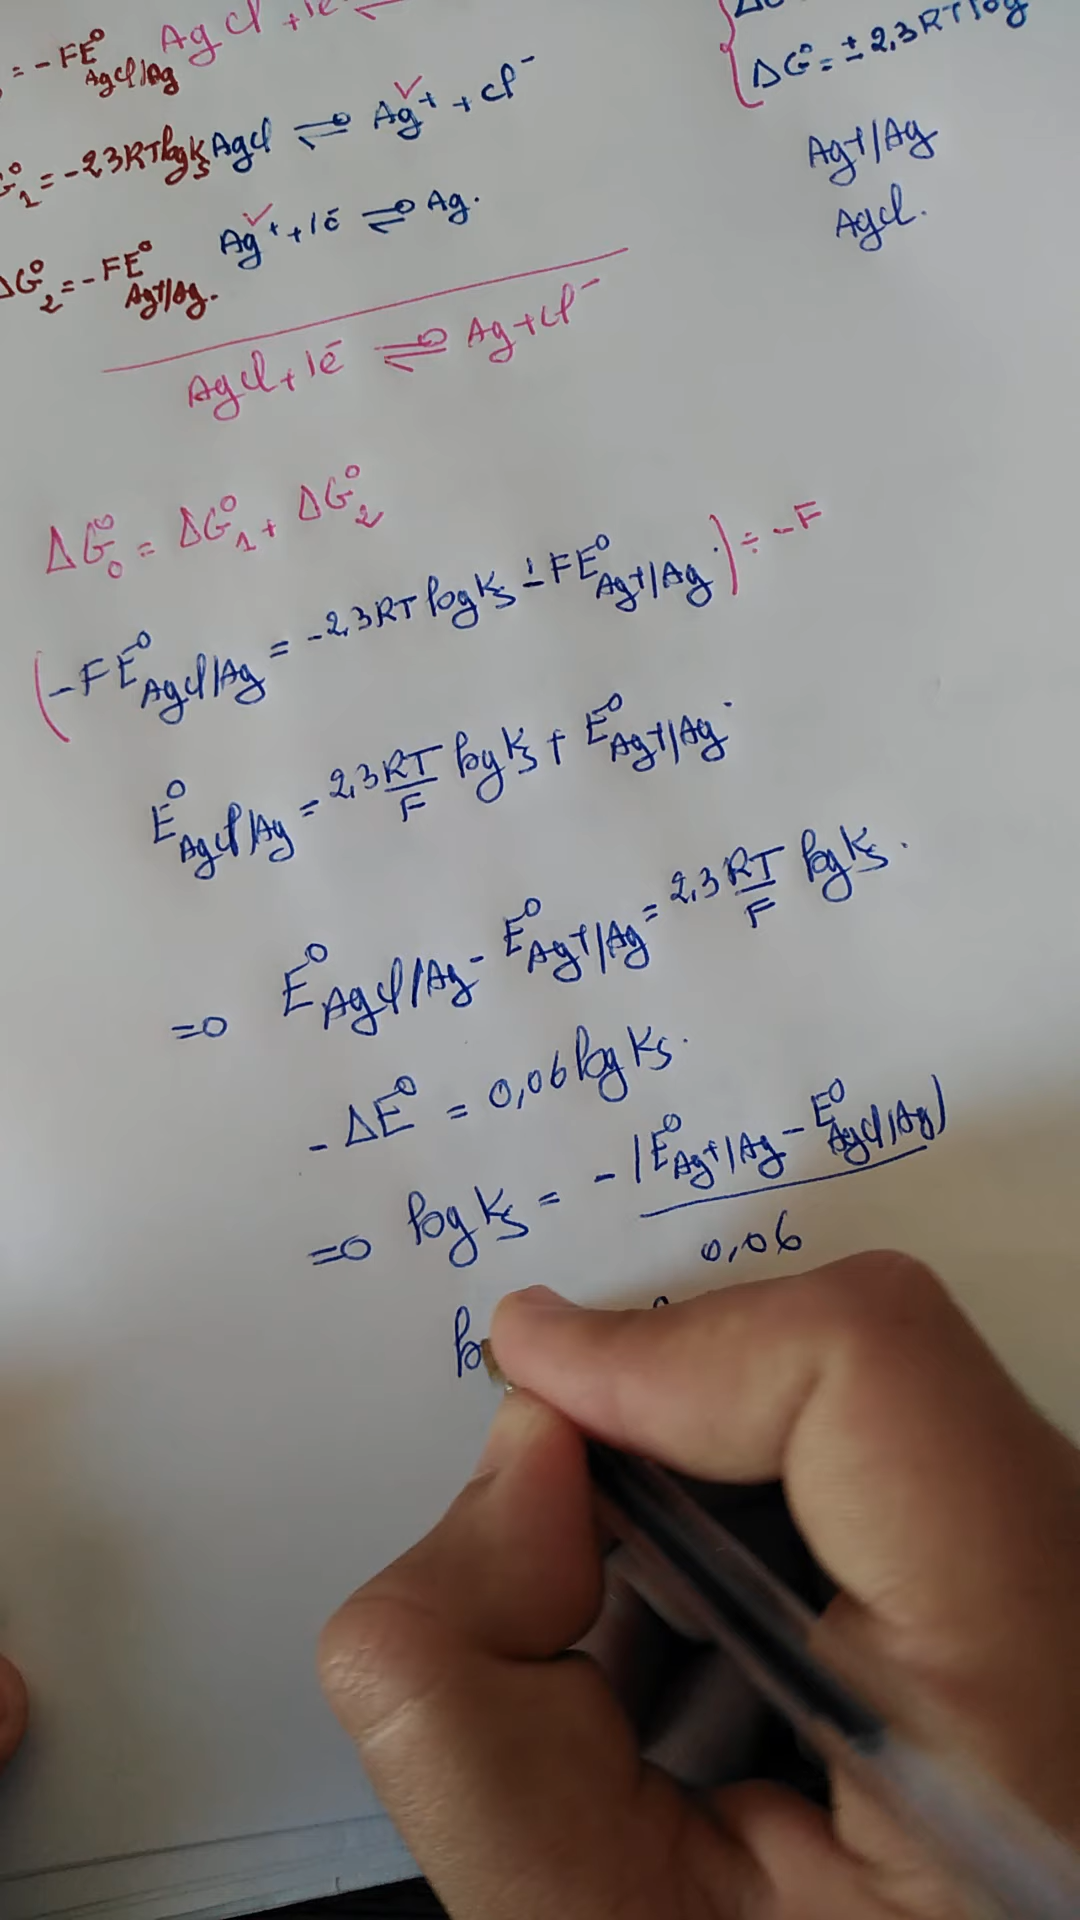 AgCl + 1e⁻ ⇌
= -FE°AgCl/Ag
ΔG° = ± 2,3RT log
G°₁ = -2,3RT log Ks AgCl ⇌ Ag⁺ + Cl⁻
Ag⁺/Ag
AgCl.
ΔG°₂ = -FE°Ag⁺/Ag. Ag⁺ + 1e⁻ ⇌ Ag.
AgCl + 1e⁻ ⇌ Ag + Cl⁻
ΔG°₀ = ΔG°₁ + ΔG°₂
(-FE°AgCl/Ag = -2,3RT log Ks ± FE°Ag⁺/Ag.) ÷ -F
E°AgCl/Ag = 2,3 RT/F log Ks + E°Ag⁺/Ag.
⇒ E°AgCl/Ag - E°Ag⁺/Ag = 2,3 RT/F log Ks.
-ΔE° = 0,06 log Ks.
⇒ log Ks = -(E°Ag⁺/Ag - E°AgCl/Ag)/0,06